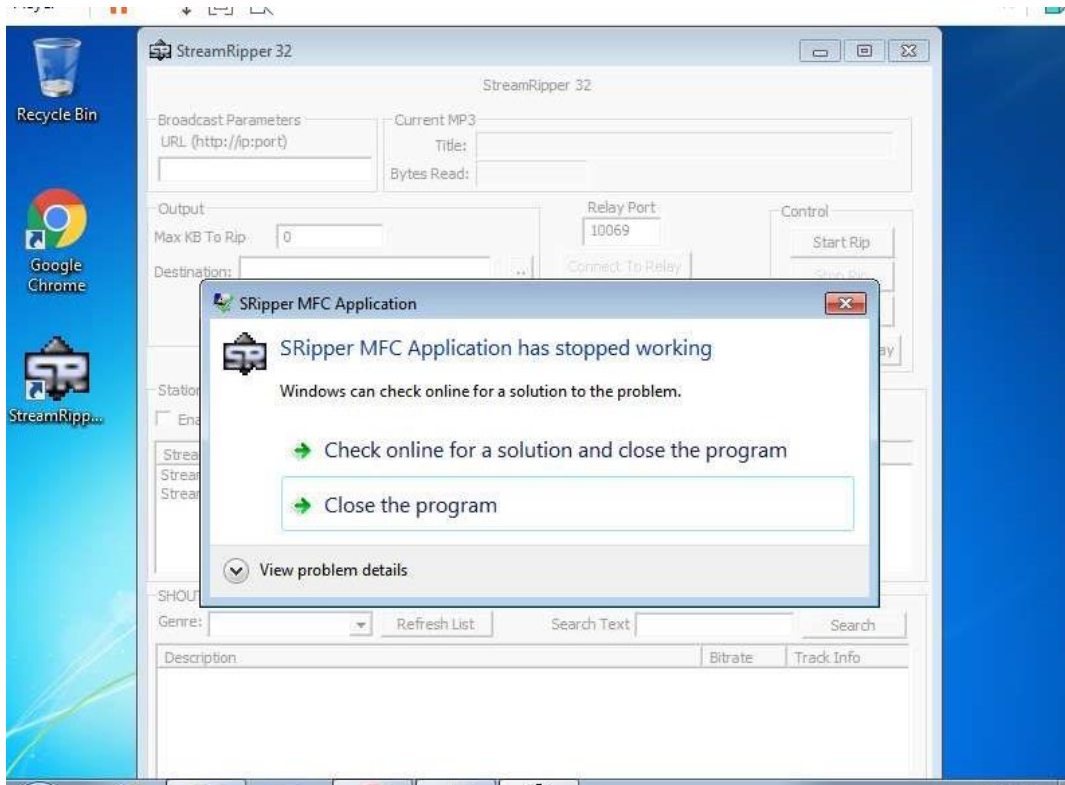 StreamRipper 32
Recycle Bin
StreamRipper 32
Broadcast Parameters
URL (http://ip:port)
Current MP3
Title:
Bytes Read:
Output
Max KB To Rip
0
Relay Port
10069
Control
Start Rip
Google
Chrome
Destination:
..
Connect To Relay
Stop Rip
SRipper MFC Application
SRipper MFC Application has stopped working
Windows can check online for a solution to the problem.
StreamRipp...
Check online for a solution and close the program
Close the program
View problem details
Genre:
Refresh List
Search Text
Search
Description
Bitrate
Track Info